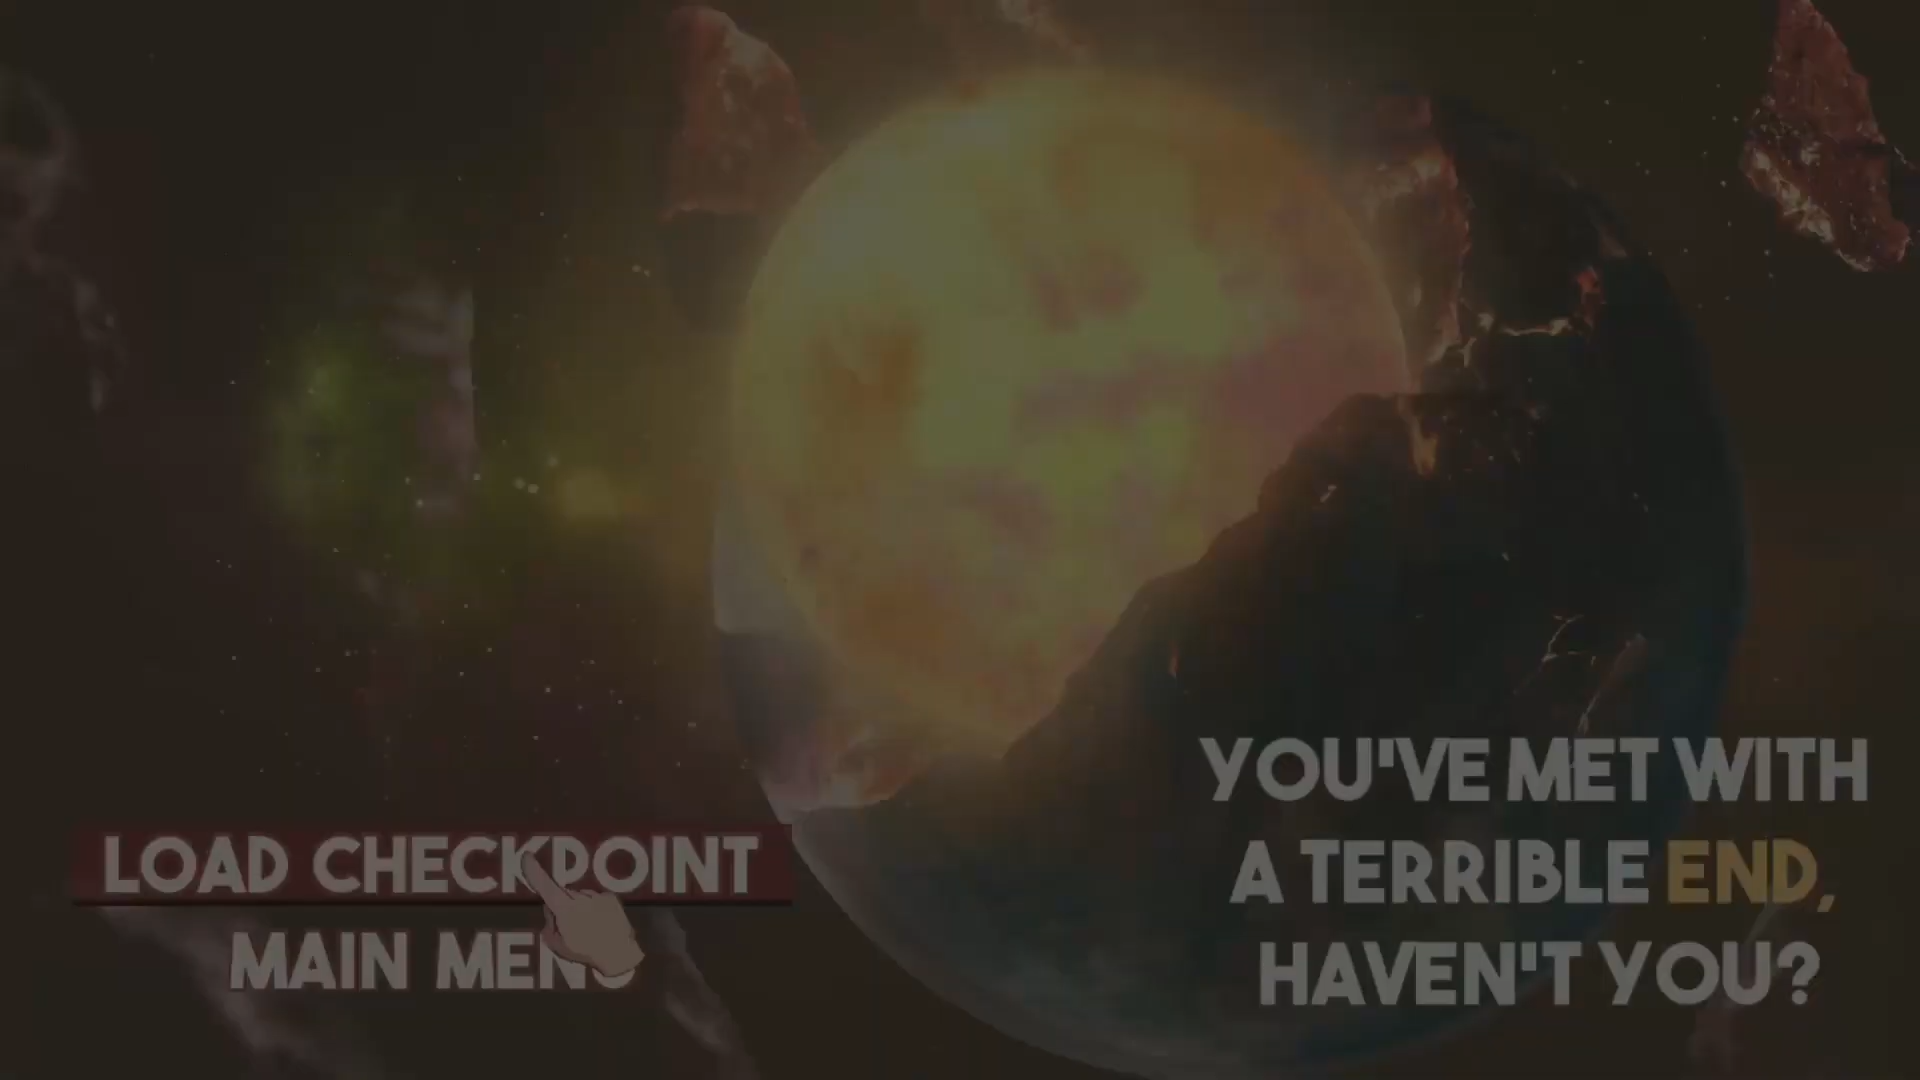 LOAD CHECKPOINT
MAIN MENU
YOU'VE MET WITH
A TERRIBLE END,
HAVEN'T YOU?